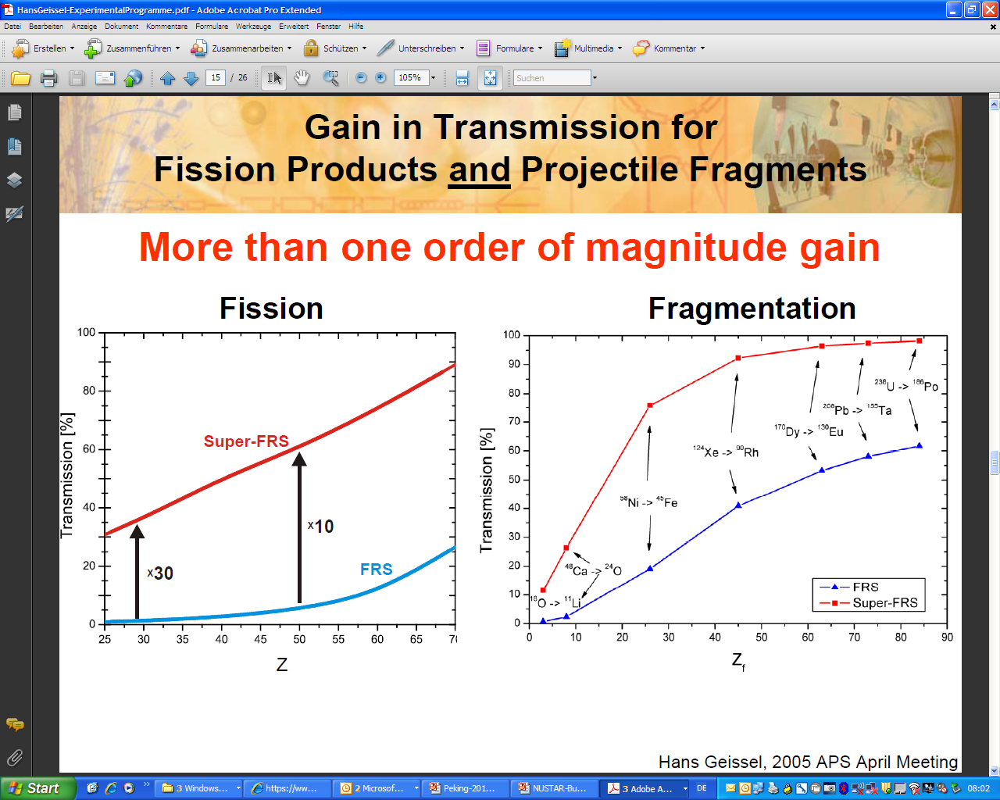 HansGeissel-ExperimentalProgramme.pdf - Adobe Acrobat Pro Extended
Datei Bearbeiten Anzeige Dokument Kommentare Formulare Werkzeuge Erweitert Fenster Hilfe
Erstellen Zusammenführen Zusammenarbeiten Schützen Unterschreiben Formulare Multimedia Kommentar
15 / 26 105% Suchen
Gain in Transmission for
Fission Products and Projectile Fragments
More than one order of magnitude gain
Fission
100
80
60
40
20
0
25 30 35 40 45 50 55 60 65 70
Transmission [%]
Z
Super-FRS
x10
x30
FRS
Fragmentation
100
90
80
70
60
50
40
30
20
10
0
0 10 20 30 40 50 60 70 80 90
Transmission [%]
Zf
238U -> 186Po
208Pb -> 155Ta
170Dy -> 130Eu
124Xe -> 90Rh
58Ni -> 45Fe
48Ca -> 24O
18O -> 11Li
FRS
Super-FRS
Hans Geissel, 2005 APS April Meeting
Start 3 Windows... https://ww... 2 Microsof... Peking-201... NUSTAR-Bu... 3 Adobe A... DE 08:02